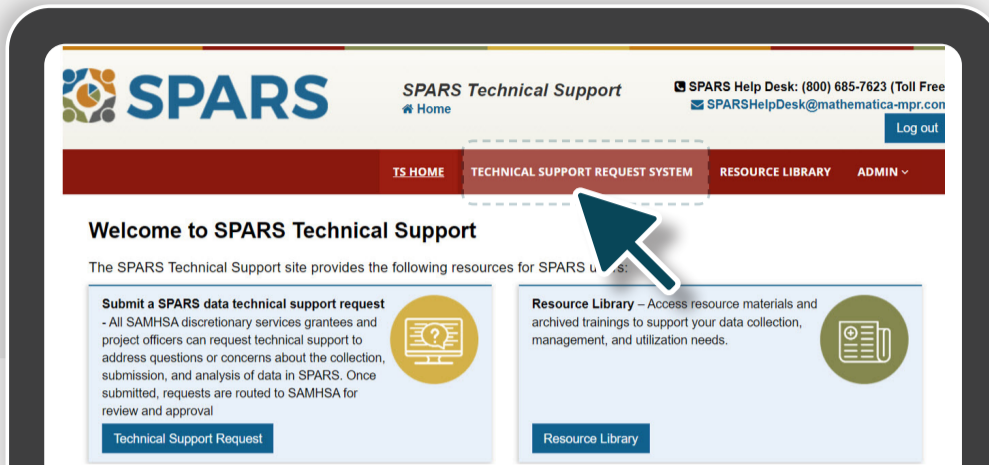 SPARS
SPARS Technical Support
Home
SPARS Help Desk: (800) 685-7623 (Toll Free
SPARSHelpDesk@mathematica-mpr.com
Log out
TS HOME TECHNICAL SUPPORT REQUEST SYSTEM RESOURCE LIBRARY ADMIN
Welcome to SPARS Technical Support
The SPARS Technical Support site provides the following resources for SPARS
Submit a SPARS data technical support request
- All SAMHSA discretionary services grantees and
project officers can request technical support to
address questions or concerns about the collection,
submission, and analysis of data in SPARS. Once
submitted, requests are routed to SAMHSA for
review and approval
Technical Support Request
Resource Library – Access resource materials and
archived trainings to support your data collection,
management, and utilization needs.
Resource Library